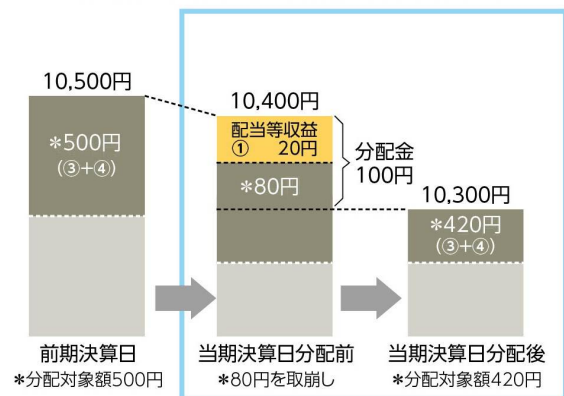 10,500円
*500円
(③+④)
10,400円
配当等収益
① 20円
*80円
分配金
100円
10,300円
*420円
(③+④)
前期決算日
*分配対象額500円
当期決算日分配前
*80円を取崩し
当期決算日分配後
*分配対象額420円